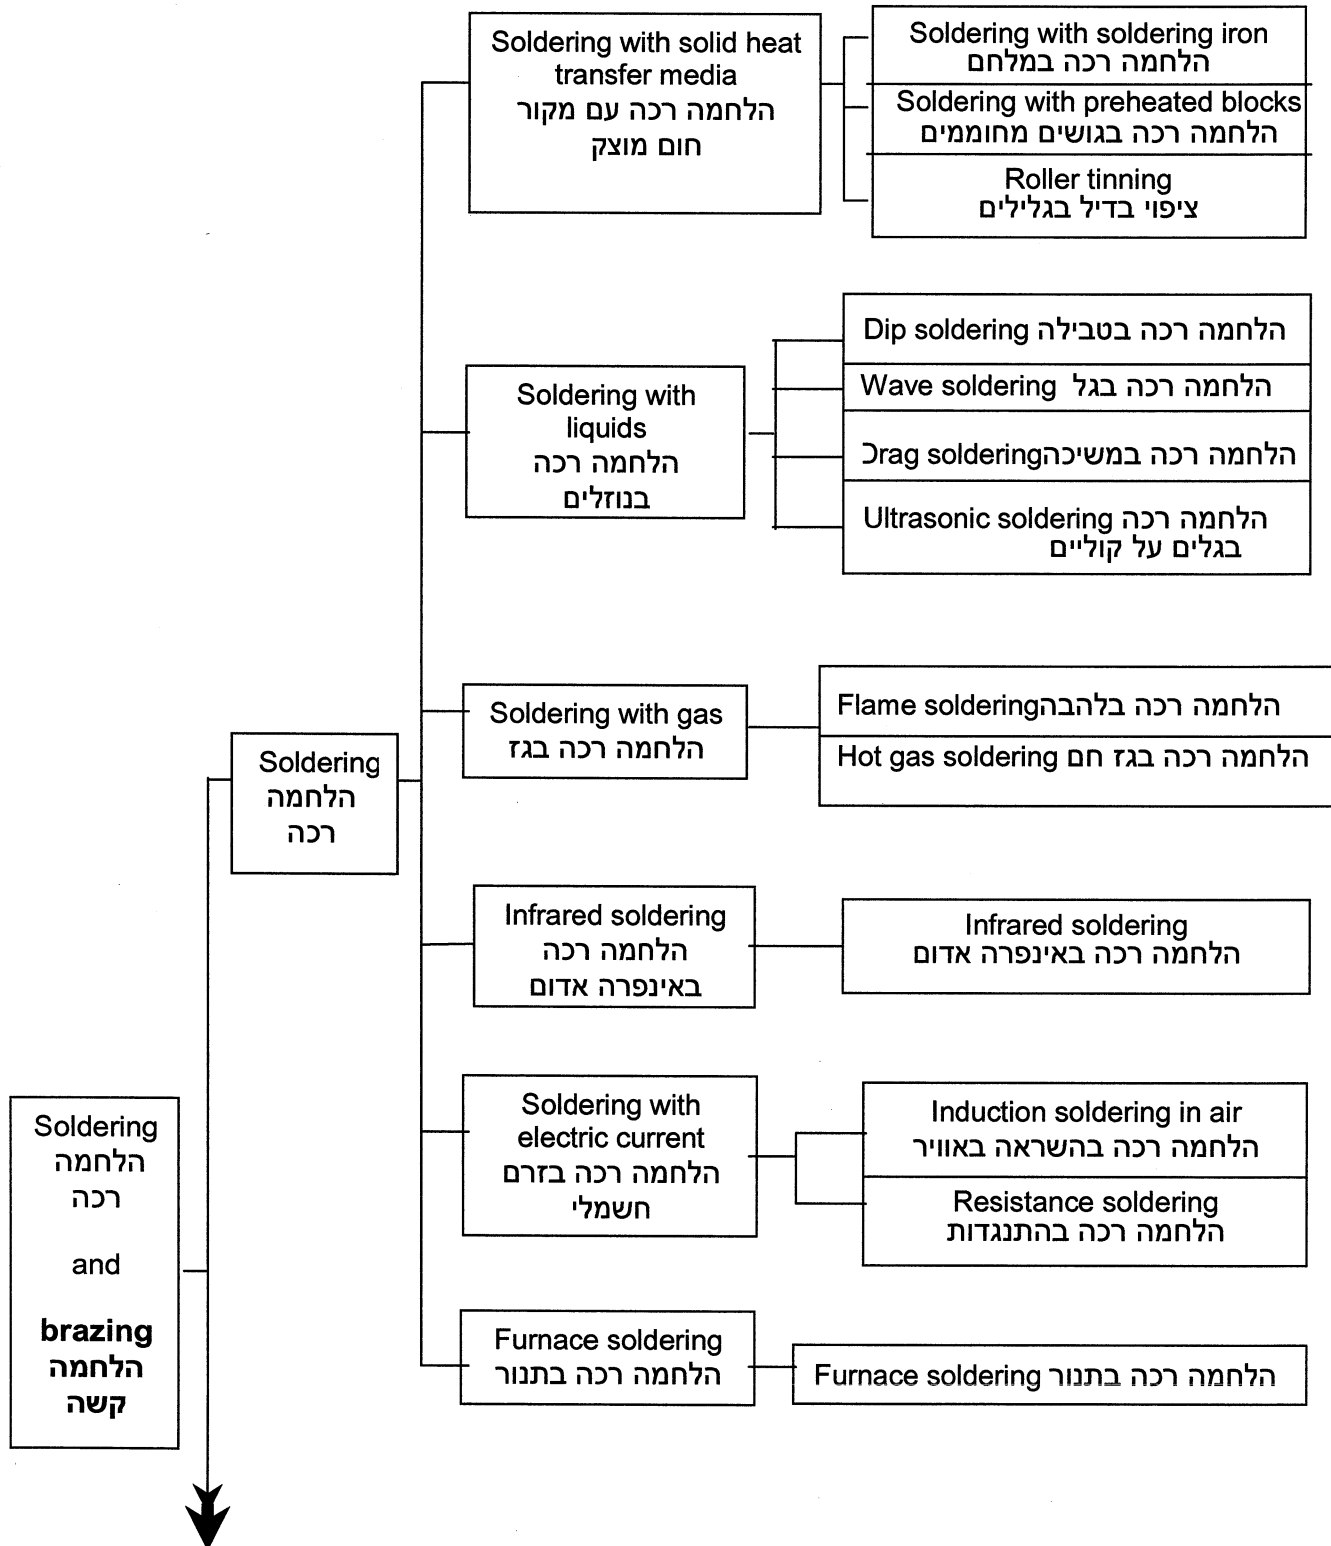 Soldering
הלחמה
רכה
and
brazing
הלחמה
קשה
Soldering
הלחמה
רכה
Soldering with solid heat
transfer media
הלחמה רכה עם מקור
חום מוצק
Soldering with soldering iron
הלחמה רכה במלחם
Soldering with preheated blocks
הלחמה רכה בגושים מחוממים
Roller tinning
ציפוי בדיל בגלילים
Soldering with
liquids
הלחמה רכה
בנוזלים
Dip soldering הלחמה רכה בטבילה
Wave soldering הלחמה רכה בגל
Drag soldering הלחמה רכה במשיכה
Ultrasonic soldering הלחמה רכה
בגלים על קוליים
Soldering with gas
הלחמה רכה בגז
Flame soldering הלחמה רכה בלהבה
Hot gas soldering הלחמה רכה בגז חם
Infrared soldering
הלחמה רכה
באינפרה אדום
Infrared soldering
הלחמה רכה באינפרה אדום
Soldering with
electric current
הלחמה רכה בזרם
חשמלי
Induction soldering in air
הלחמה רכה בהשראה באוויר
Resistance soldering
הלחמה רכה בהתנגדות
Furnace soldering
הלחמה רכה בתנור
Furnace soldering הלחמה רכה בתנור